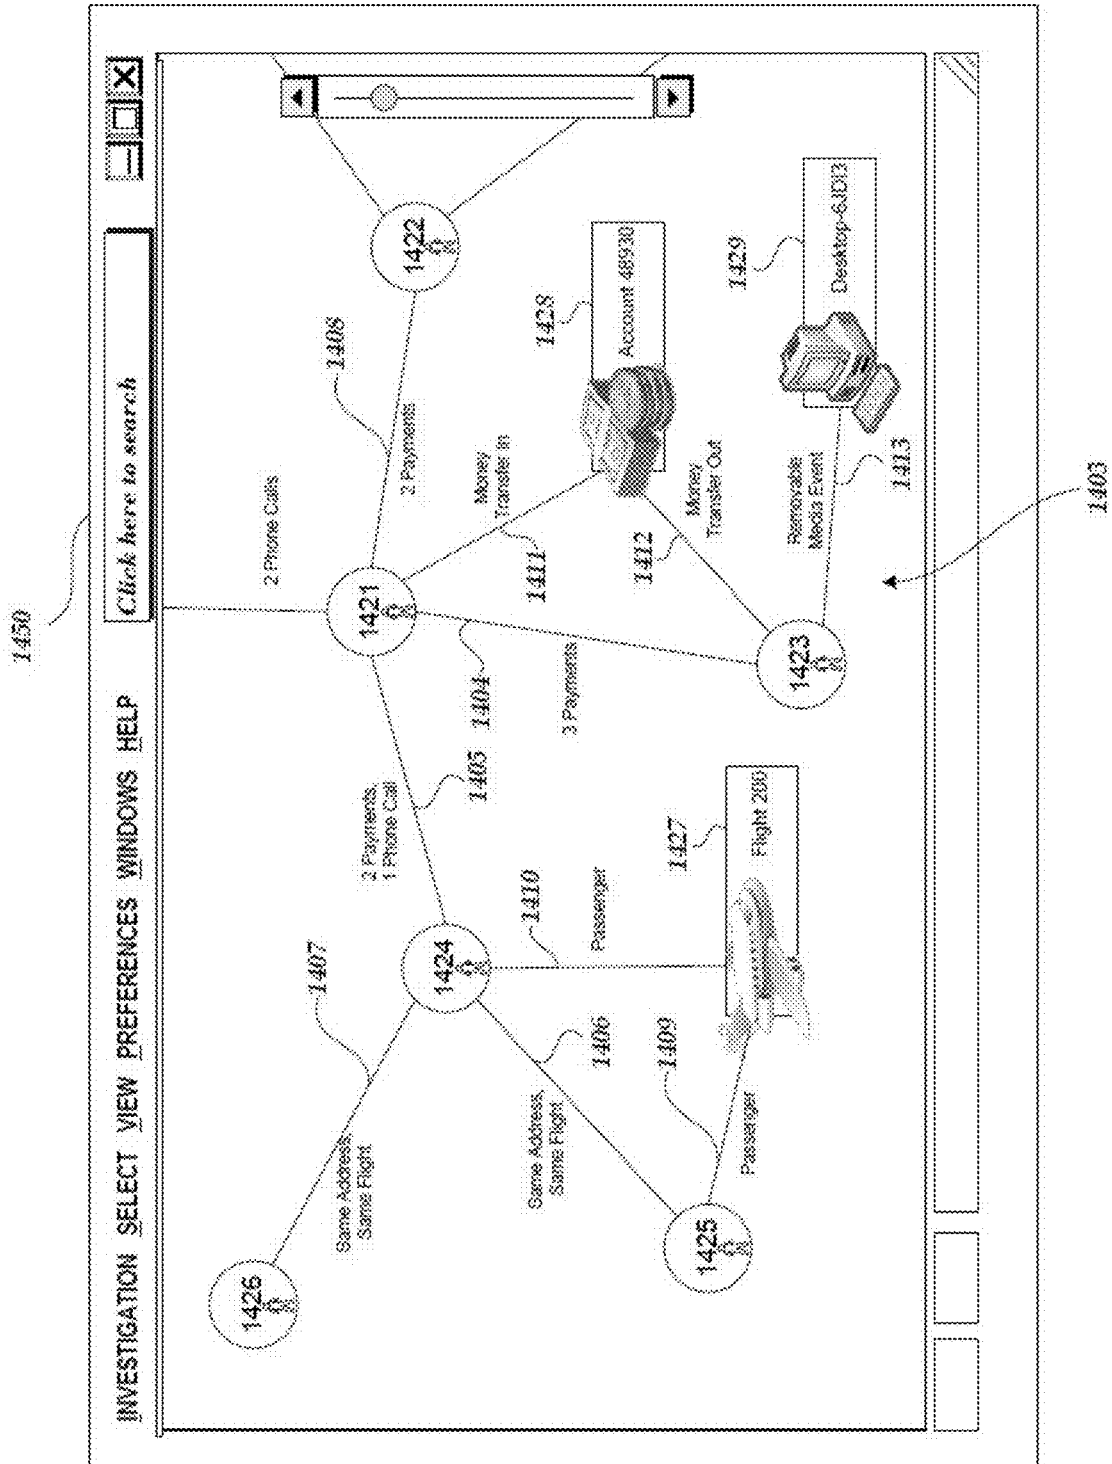 1450
INVESTIGATION SELECT VIEW PREFERENCES WINDOWS HELP
Click here to search
2 Phone Calls
1426
1407
Same Address,
Same Flight
1424
2 Payments,
1 Phone Call
1405
1421
1408
2 Payments
1422
1404
3 Payments
1411
Money
Transfer In
1428
Account 48930
1412
Money
Transfer Out
1410
Passenger
1406
Same Address,
Same Flight
1409
Passenger
1425
1427
Flight 200
1423
Removable
Media Event
1413
1429
Desktop-6JDI3
1403